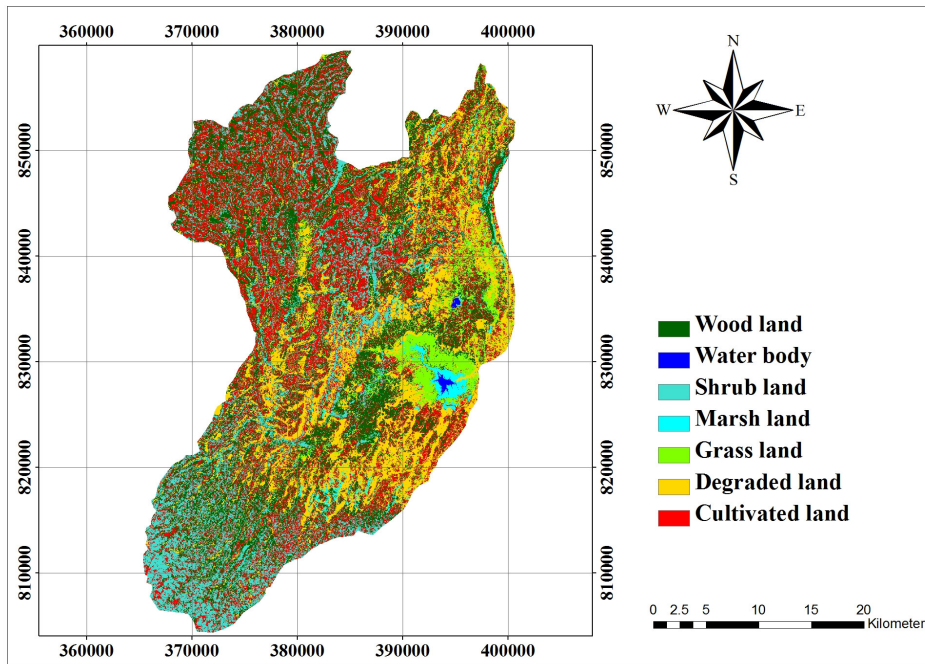 360000 370000 380000 390000 400000
N
W E
S
850000 850000
840000 840000
830000 830000
820000 820000
810000 810000
Wood land
Water body
Shrub land
Marsh land
Grass land
Degraded land
Cultivated land
0 2.5 5 10 15 20
Kilometer
360000 370000 380000 390000 400000